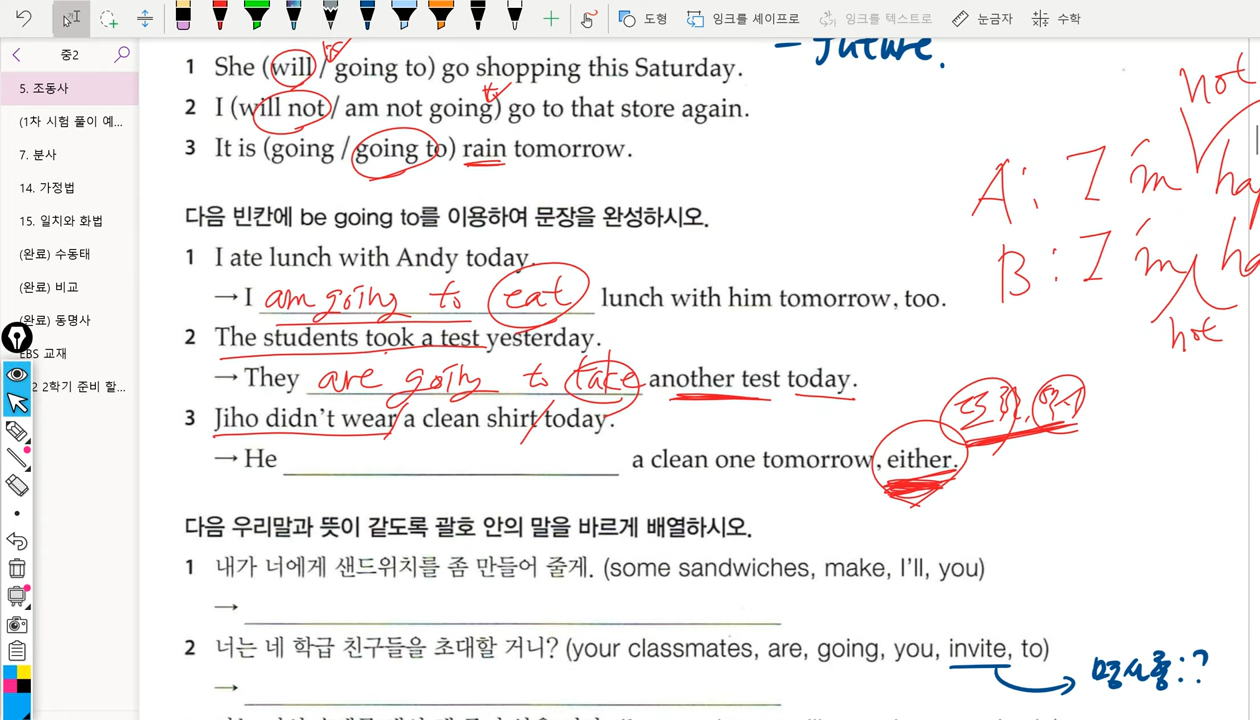 도형
잉크를 셰이프로
잉크를 텍스트로
눈금자
수학
중2
5. 조동사
(1차 시험 풀이 예...
7. 분사
14. 가정법
15. 일치와 화법
(완료) 수동태
(완료) 비교
(완료) 동명사
EBS 교재
2 2학기 준비 할...
- future.
is
1 She (will / going to) go shopping this Saturday.
to
2 I (will not / am not going) go to that store again.
3 It is (going / going to) rain tomorrow.
not
A: I'm ha
B: I'm ha
not
다음 빈칸에 be going to를 이용하여 문장을 완성하시오.
1 I ate lunch with Andy today.
→ I am going to eat lunch with him tomorrow, too.
2 The students took a test yesterday.
→ They are going to take another test today.
3 Jiho didn't wear a clean shirt today.
→ He a clean one tomorrow, either.
다음 우리말과 뜻이 같도록 괄호 안의 말을 바르게 배열하시오.
1 내가 너에게 샌드위치를 좀 만들어 줄게. (some sandwiches, make, I'll, you)
→
2 너는 네 학급 친구들을 초대할 거니? (your classmates, are, going, you, invite, to)
→